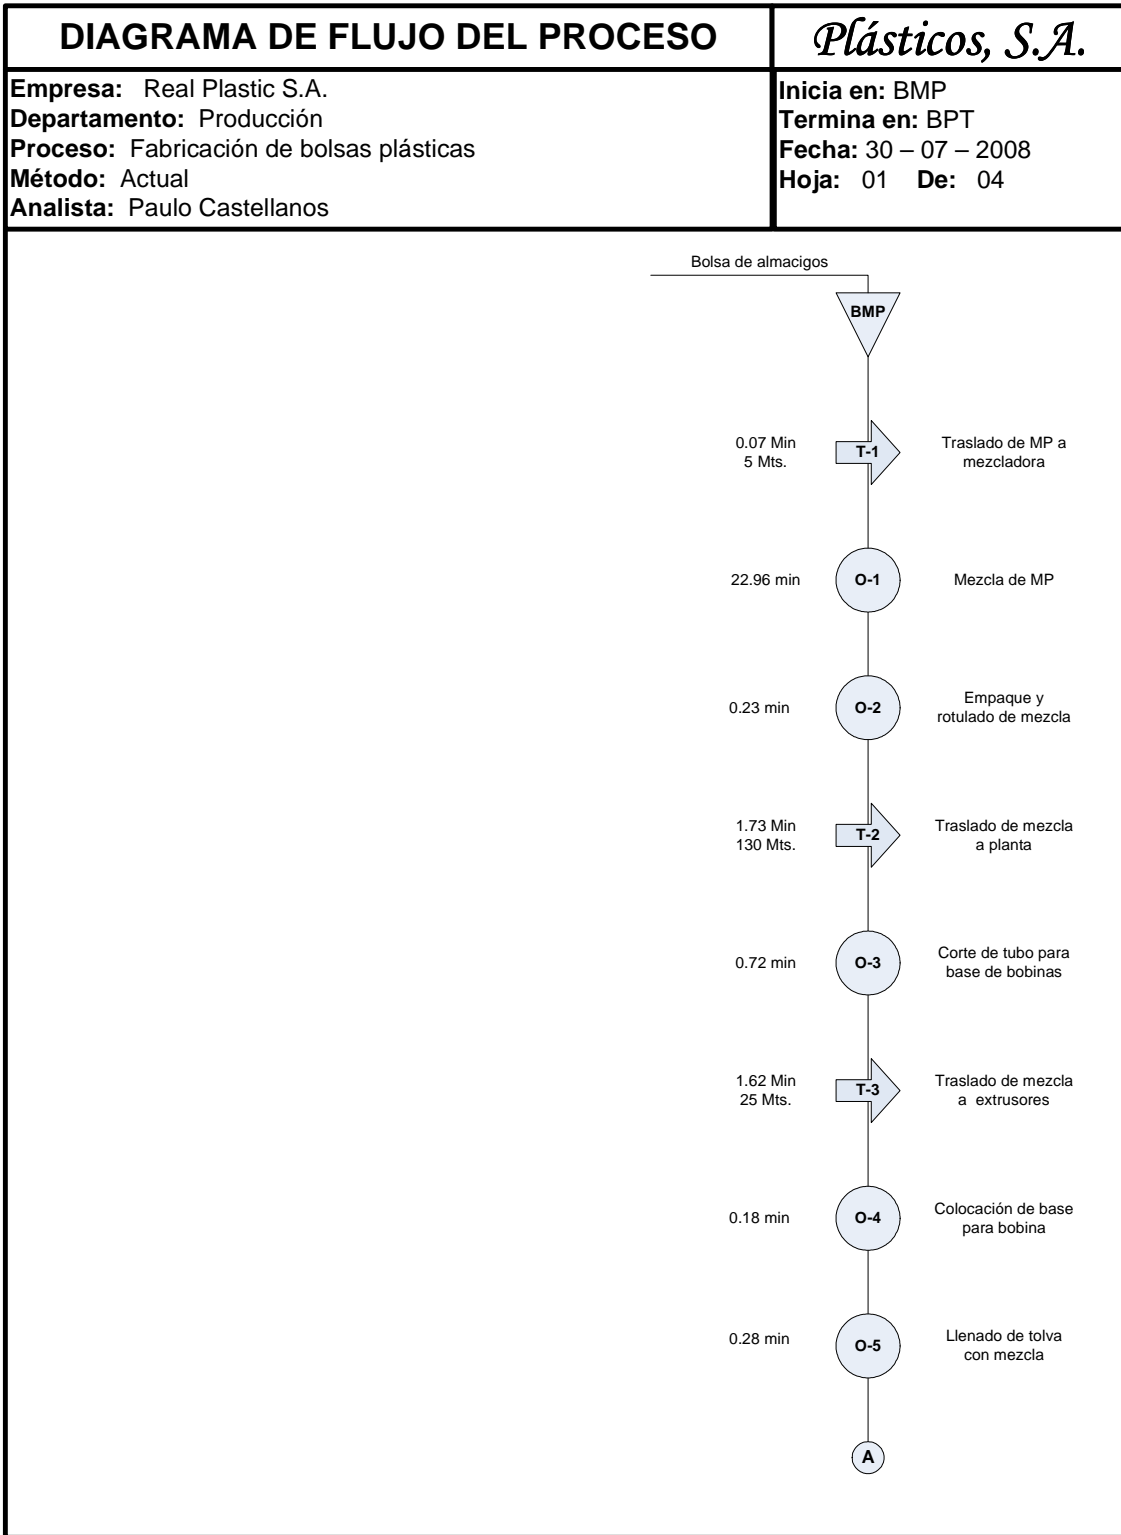 DIAGRAMA DE FLUJO DEL PROCESO
Plásticos, S.A.
Empresa: Real Plastic S.A.
Departamento: Producción
Proceso: Fabricación de bolsas plásticas
Método: Actual
Analista: Paulo Castellanos
Inicia en: BMP
Termina en: BPT
Fecha: 30 – 07 – 2008
Hoja: 01 De: 04
Bolsa de almacigos
BMP
0.07 Min
5 Mts.
T-1
Traslado de MP a
mezcladora
22.96 min
O-1
Mezcla de MP
0.23 min
O-2
Empaque y
rotulado de mezcla
1.73 Min
130 Mts.
T-2
Traslado de mezcla
a planta
0.72 min
O-3
Corte de tubo para
base de bobinas
1.62 Min
25 Mts.
T-3
Traslado de mezcla
a extrusores
0.18 min
O-4
Colocación de base
para bobina
0.28 min
O-5
Llenado de tolva
con mezcla
A